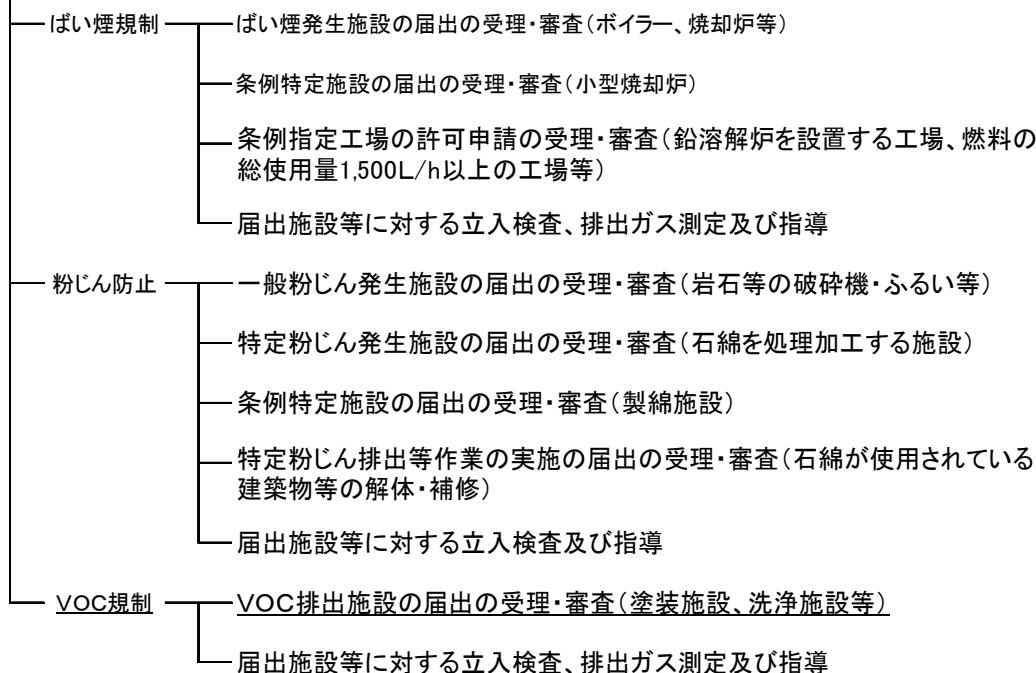 ばい煙規制
ばい煙発生施設の届出の受理・審査（ボイラー、焼却炉等）
条例特定施設の届出の受理・審査（小型焼却炉）
条例指定工場の許可申請の受理・審査（鉛溶解炉を設置する工場、燃料の
総使用量1,500L/h以上の工場等）
届出施設等に対する立入検査、排出ガス測定及び指導
粉じん防止
一般粉じん発生施設の届出の受理・審査（岩石等の破砕機・ふるい等）
特定粉じん発生施設の届出の受理・審査（石綿を処理加工する施設）
条例特定施設の届出の受理・審査（製綿施設）
特定粉じん排出等作業の実施の届出の受理・審査（石綿が使用されている
建築物等の解体・補修）
届出施設等に対する立入検査及び指導
VOC規制
VOC排出施設の届出の受理・審査（塗装施設、洗浄施設等）
届出施設等に対する立入検査、排出ガス測定及び指導